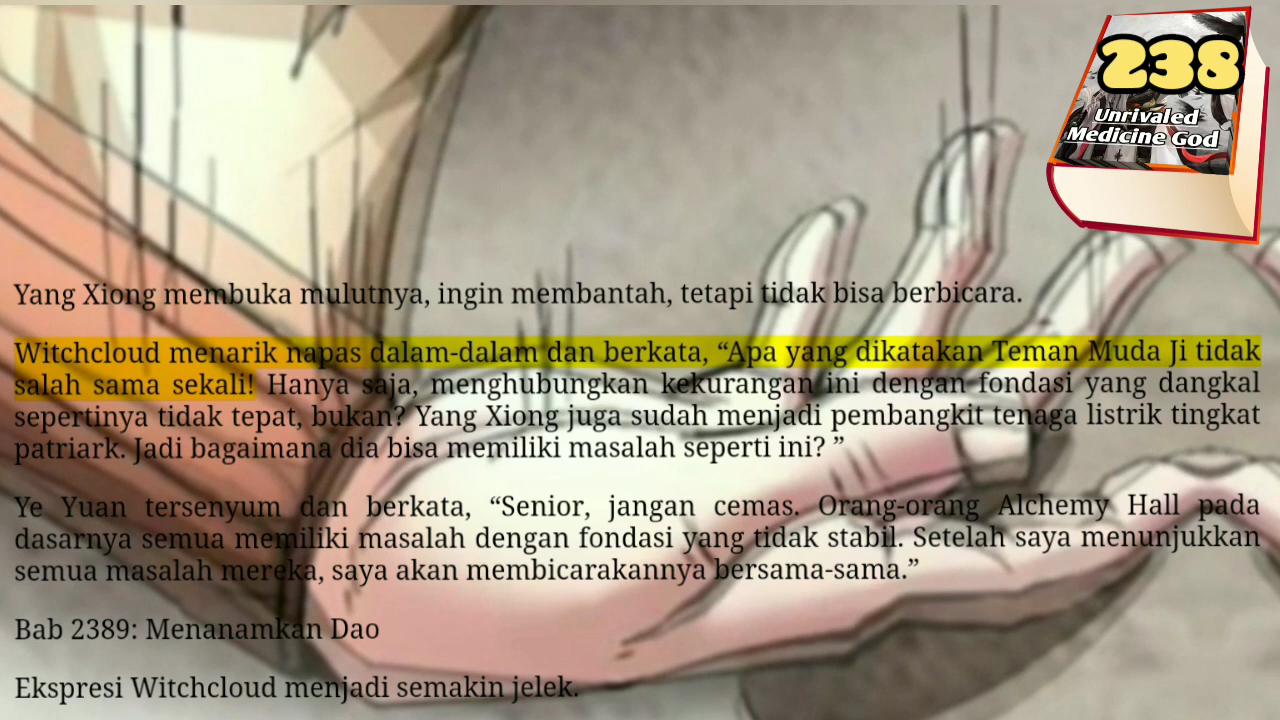 238
Unrivaled
Medicine God
Yang Xiong membuka mulutnya, ingin membantah, tetapi tidak bisa berbicara.
Witchcloud menarik napas dalam-dalam dan berkata, “Apa yang dikatakan Teman Muda Ji tidak
salah sama sekali! Hanya saja, menghubungkan kekurangan ini dengan fondasi yang dangkal
sepertinya tidak tepat, bukan? Yang Xiong juga sudah menjadi pembangkit tenaga listrik tingkat
patriark. Jadi bagaimana dia bisa memiliki masalah seperti ini? ”
Ye Yuan tersenyum dan berkata, “Senior, jangan cemas. Orang-orang Alchemy Hall pada
dasarnya semua memiliki masalah dengan fondasi yang tidak stabil. Setelah saya menunjukkan
semua masalah mereka, saya akan membicarakannya bersama-sama.”
Bab 2389: Menanamkan Dao
Ekspresi Witchcloud menjadi semakin jelek.